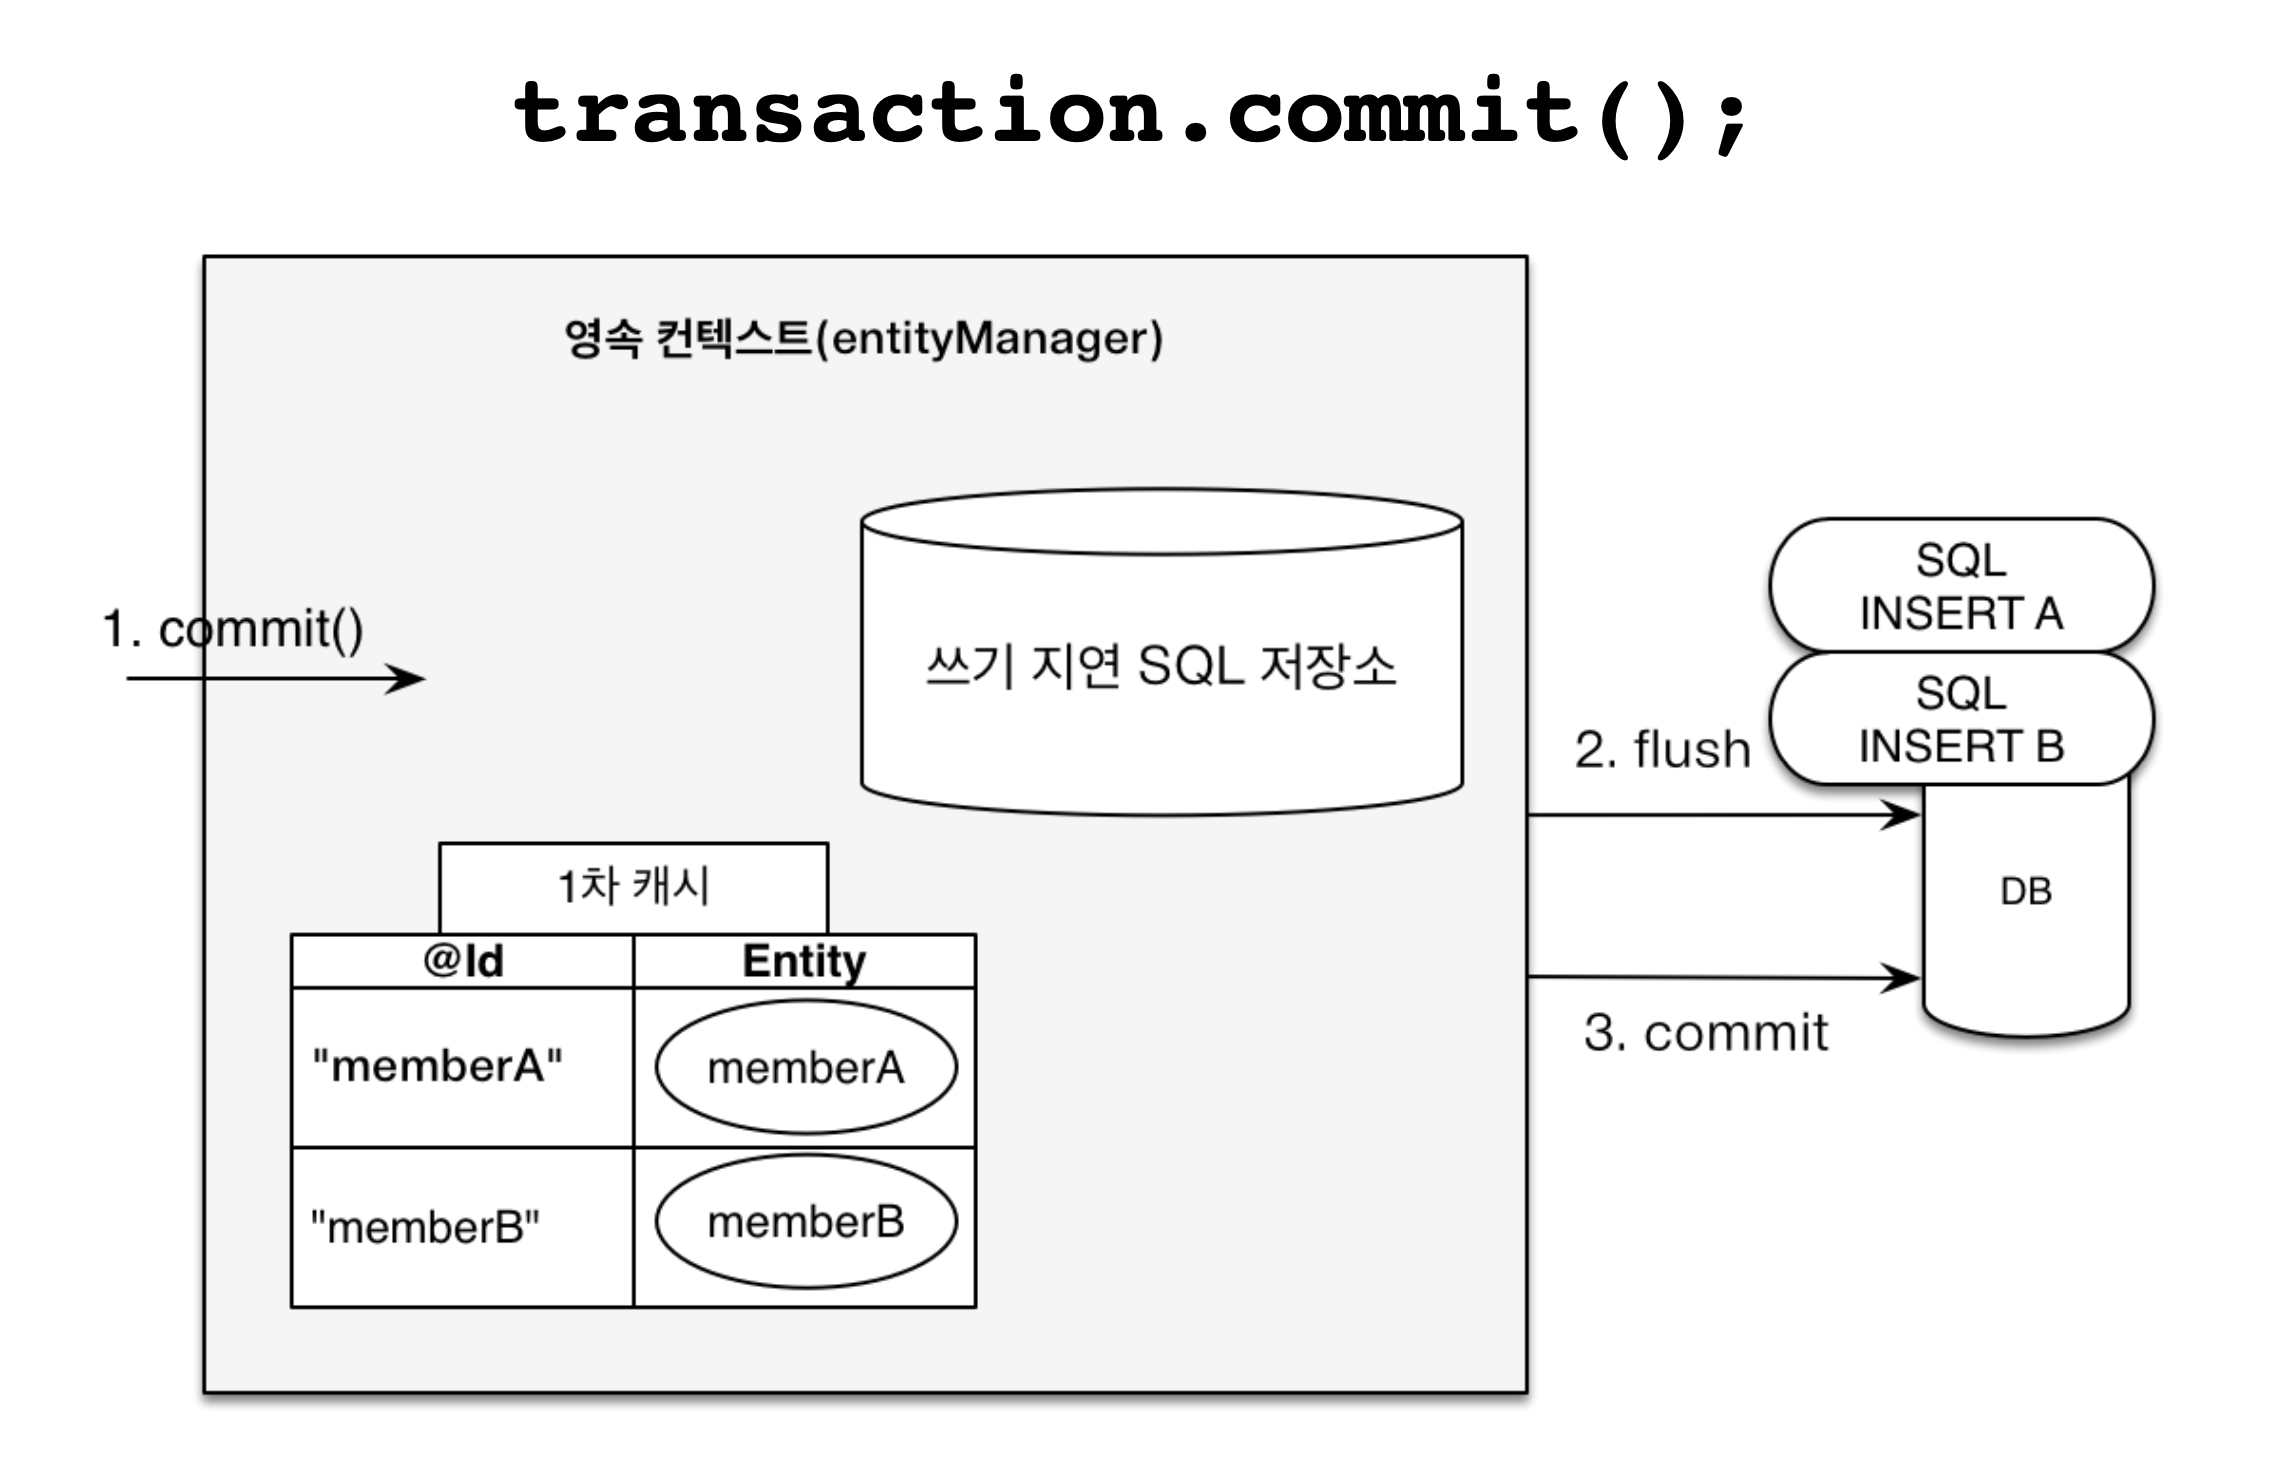 transaction.commit();
영속 컨텍스트(entityManager)
1. commit()
쓰기 지연 SQL 저장소
SQL
INSERT A
SQL
INSERT B
2. flush
DB
3. commit
1차 캐시
@Id Entity
"memberA" memberA
"memberB" memberB